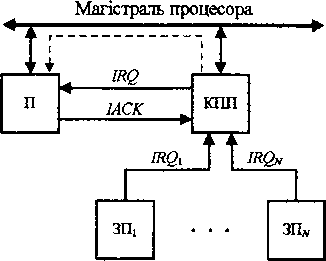 Магістраль процесора
IRQ
П
КПП
IACK
IRQ1
IRQN
ЗП1
. . .
ЗПN